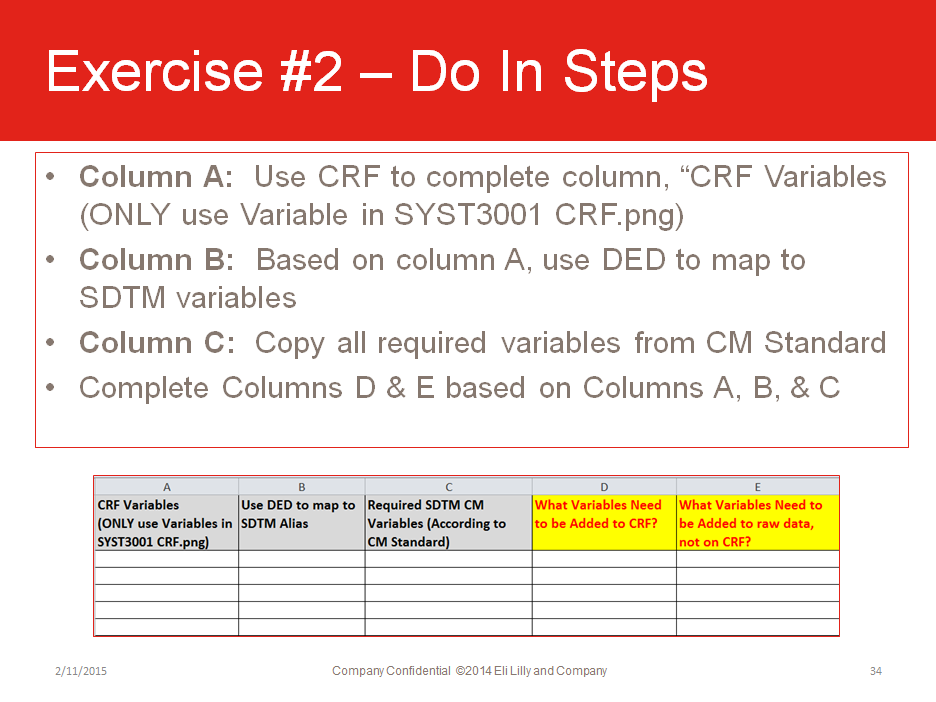 Exercise #2 – Do In Steps
• Column A: Use CRF to complete column, “CRF Variables
(ONLY use Variable in SYST3001 CRF.png)
• Column B: Based on column A, use DED to map to
SDTM variables
• Column C: Copy all required variables from CM Standard
• Complete Columns D & E based on Columns A, B, & C
A B C D E
CRF Variables Use DED to map to Required SDTM CM What Variables Need What Variables Need to
(ONLY use Variables in SDTM Alias Variables (According to to be Added to CRF? be Added to raw data,
SYST3001 CRF.png) CM Standard) not on CRF?
2/11/2015 Company Confidential ©2014 Eli Lilly and Company 34